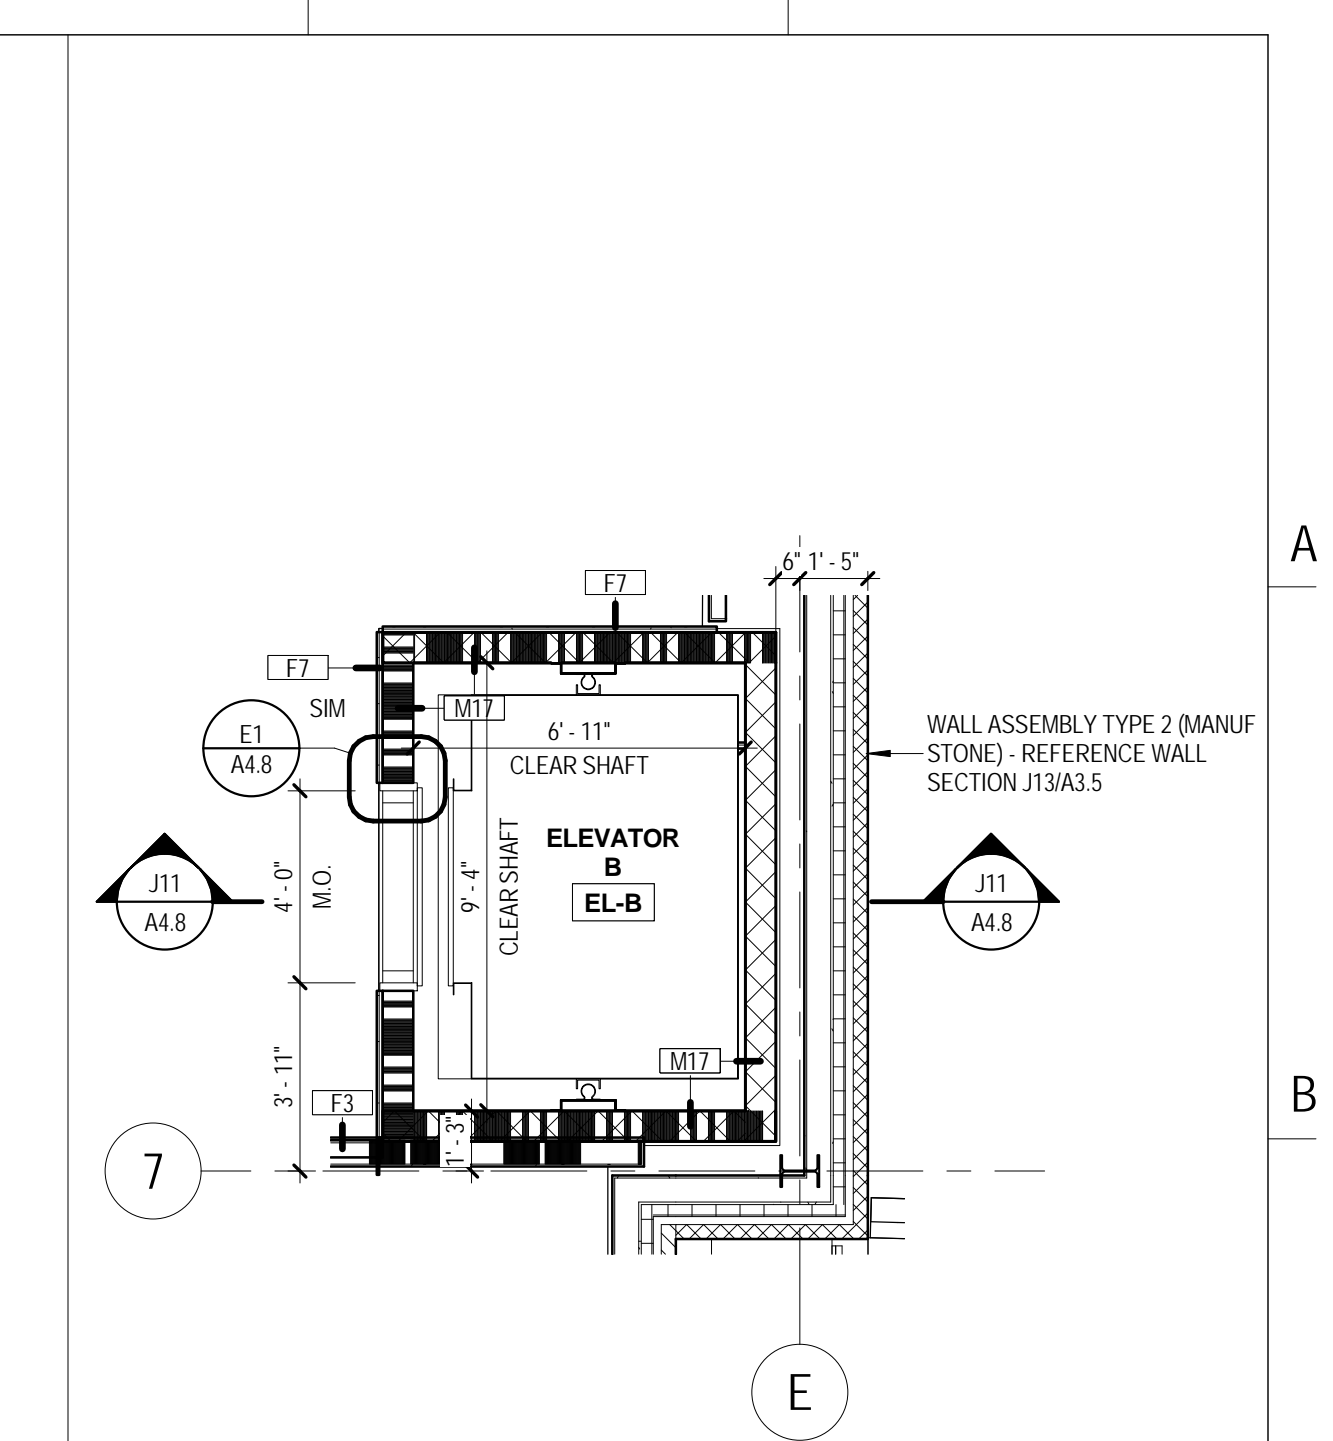 A
6" 1' - 5"
F7
F7
SIM
M17
E1
A4.8
6' - 11"
CLEAR SHAFT
WALL ASSEMBLY TYPE 2 (MANUF
STONE) - REFERENCE WALL
SECTION J13/A3.5
ELEVATOR
B
EL-B
9' - 4"
CLEAR SHAFT
4' - 0"
M.O.
J11
A4.8
J11
A4.8
M17
3' - 11"
F3
1' - 3"
B
7
E